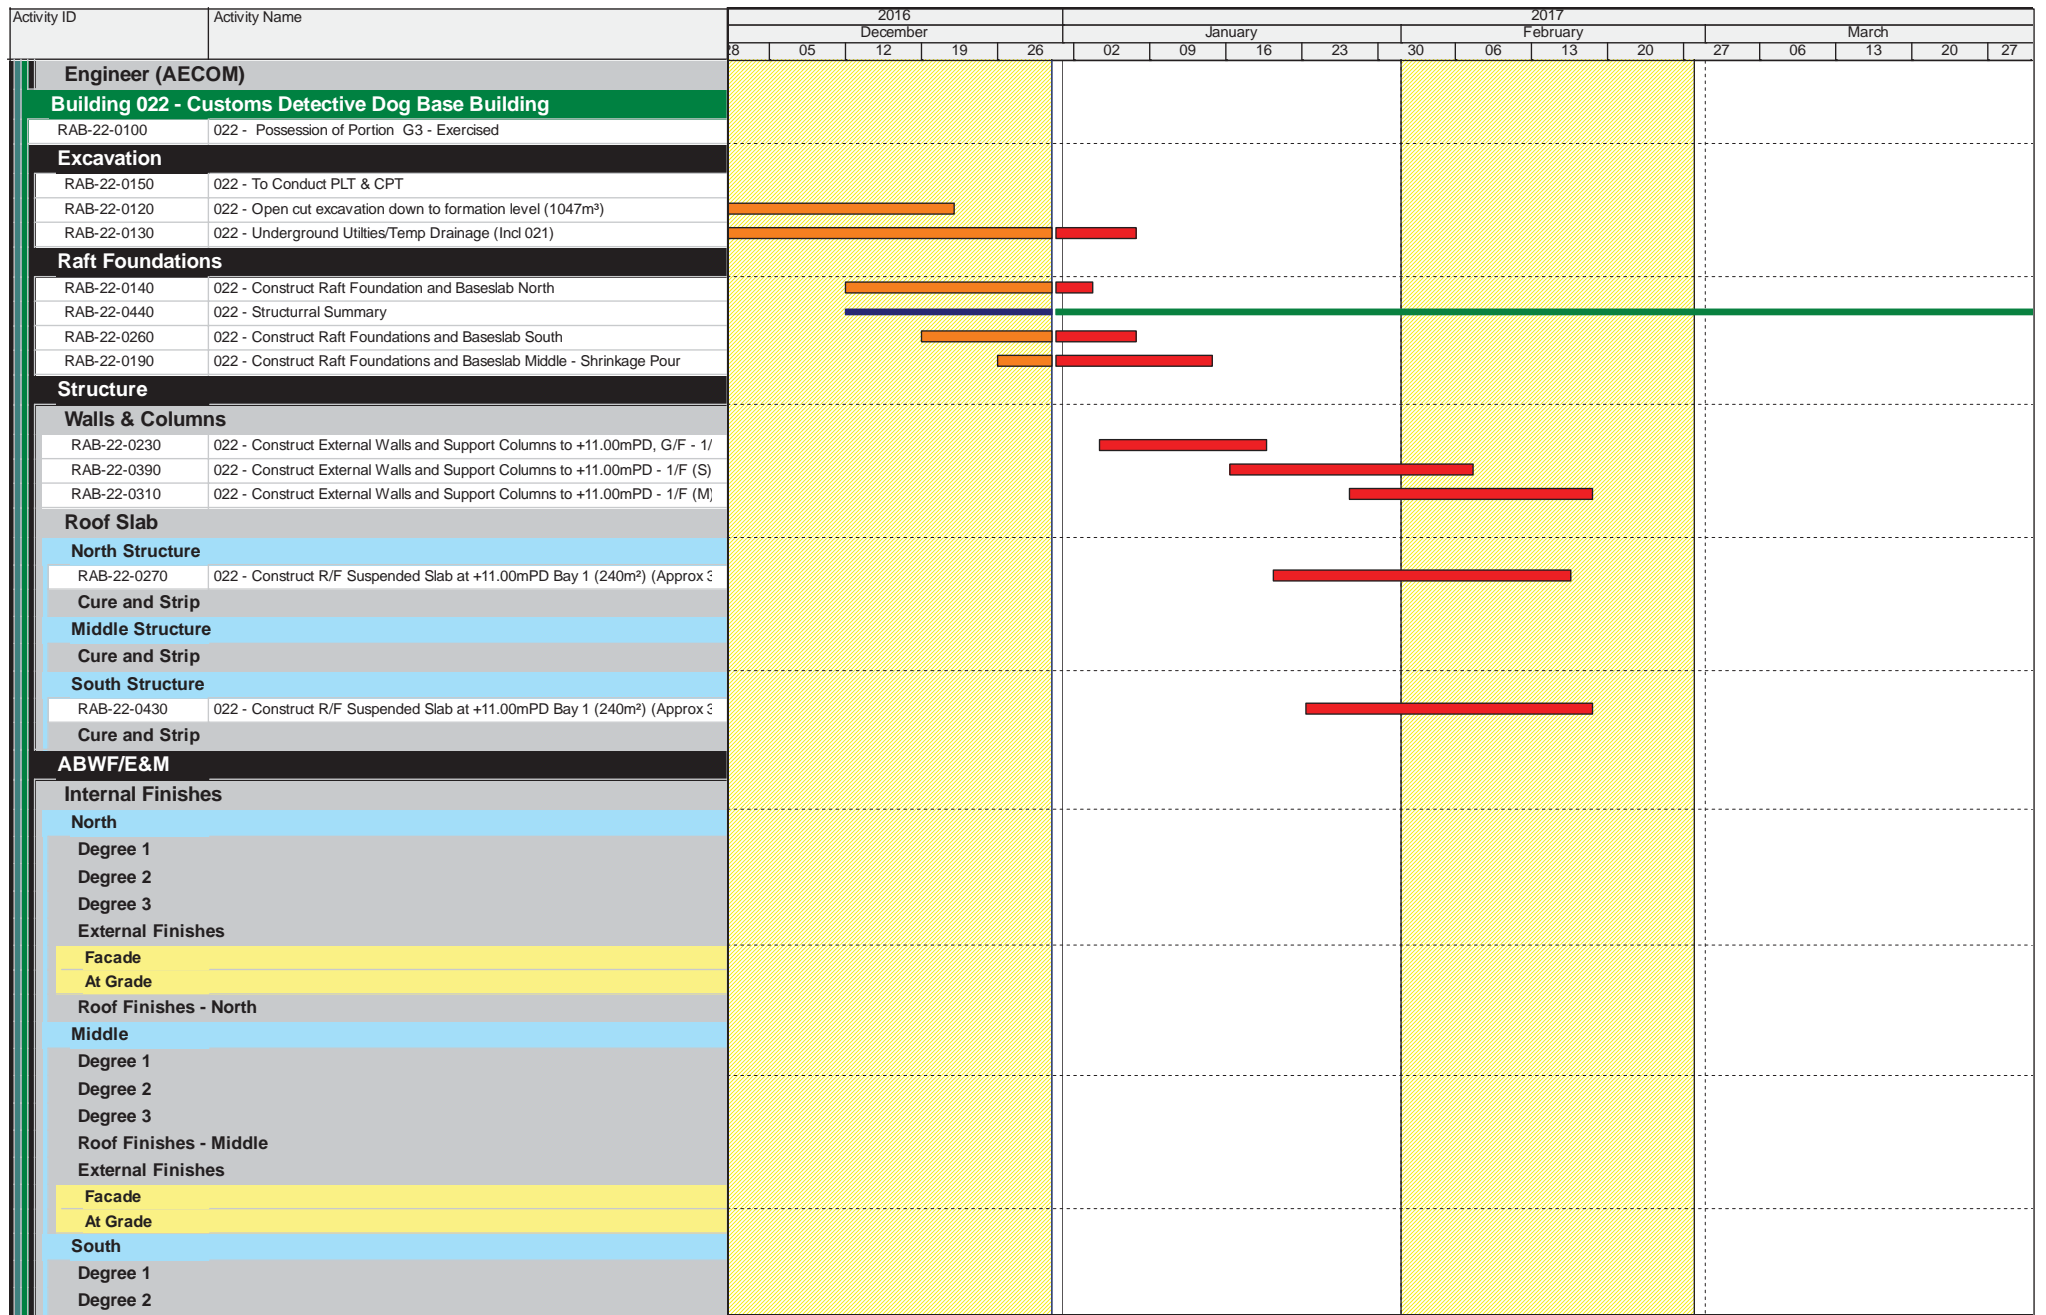 Activity ID Activity Name 2016 2017
December January February March
28 05 12 19 26 02 09 16 23 30 06 13 20 27 06 13 20 27
Engineer (AECOM)
Building 022 - Customs Detective Dog Base Building
RAB-22-0100 022 - Possession of Portion G3 - Exercised
Excavation
RAB-22-0150 022 - To Conduct PLT & CPT
RAB-22-0120 022 - Open cut excavation down to formation level (1047m³)
RAB-22-0130 022 - Underground Utilties/Temp Drainage (Incl 021)
Raft Foundations
RAB-22-0140 022 - Construct Raft Foundation and Baseslab North
RAB-22-0440 022 - Structurral Summary
RAB-22-0260 022 - Construct Raft Foundations and Baseslab South
RAB-22-0190 022 - Construct Raft Foundations and Baseslab Middle - Shrinkage Pour
Structure
Walls & Columns
RAB-22-0230 022 - Construct External Walls and Support Columns to +11.00mPD, G/F - 1/
RAB-22-0390 022 - Construct External Walls and Support Columns to +11.00mPD - 1/F (S)
RAB-22-0310 022 - Construct External Walls and Support Columns to +11.00mPD - 1/F (M)
Roof Slab
North Structure
RAB-22-0270 022 - Construct R/F Suspended Slab at +11.00mPD Bay 1 (240m²) (Approx 3
Cure and Strip
Middle Structure
Cure and Strip
South Structure
RAB-22-0430 022 - Construct R/F Suspended Slab at +11.00mPD Bay 1 (240m²) (Approx 3
Cure and Strip
ABWF/E&M
Internal Finishes
North
Degree 1
Degree 2
Degree 3
External Finishes
Facade
At Grade
Roof Finishes - North
Middle
Degree 1
Degree 2
Degree 3
Roof Finishes - Middle
External Finishes
Facade
At Grade
South
Degree 1
Degree 2